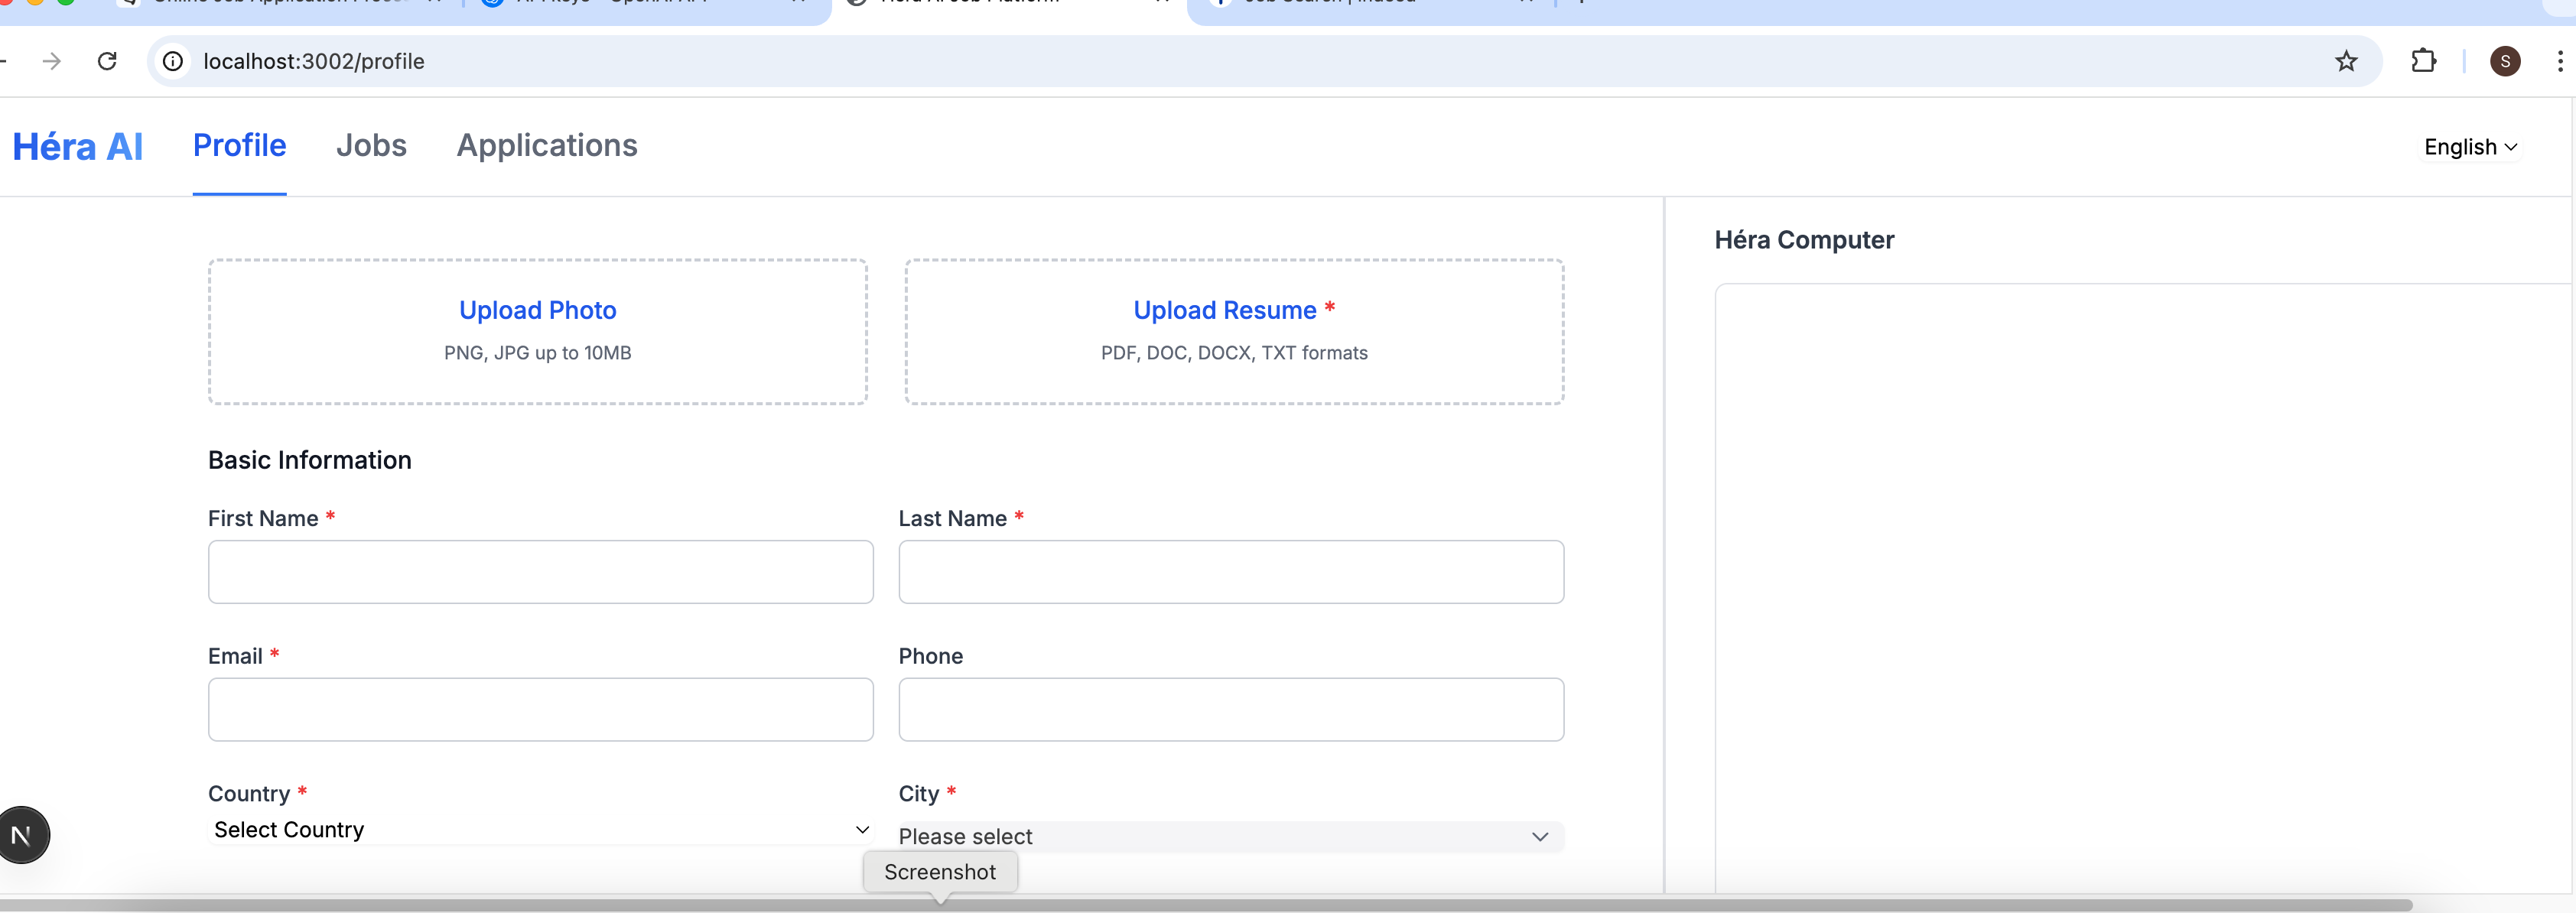 localhost:3002/profile
S
Héra AI
Profile
Jobs
Applications
English
Héra Computer
Upload Photo
PNG, JPG up to 10MB
Upload Resume *
PDF, DOC, DOCX, TXT formats
Basic Information
First Name *
Last Name *
Email *
Phone
Country *
Select Country
City *
Please select
N
Screenshot